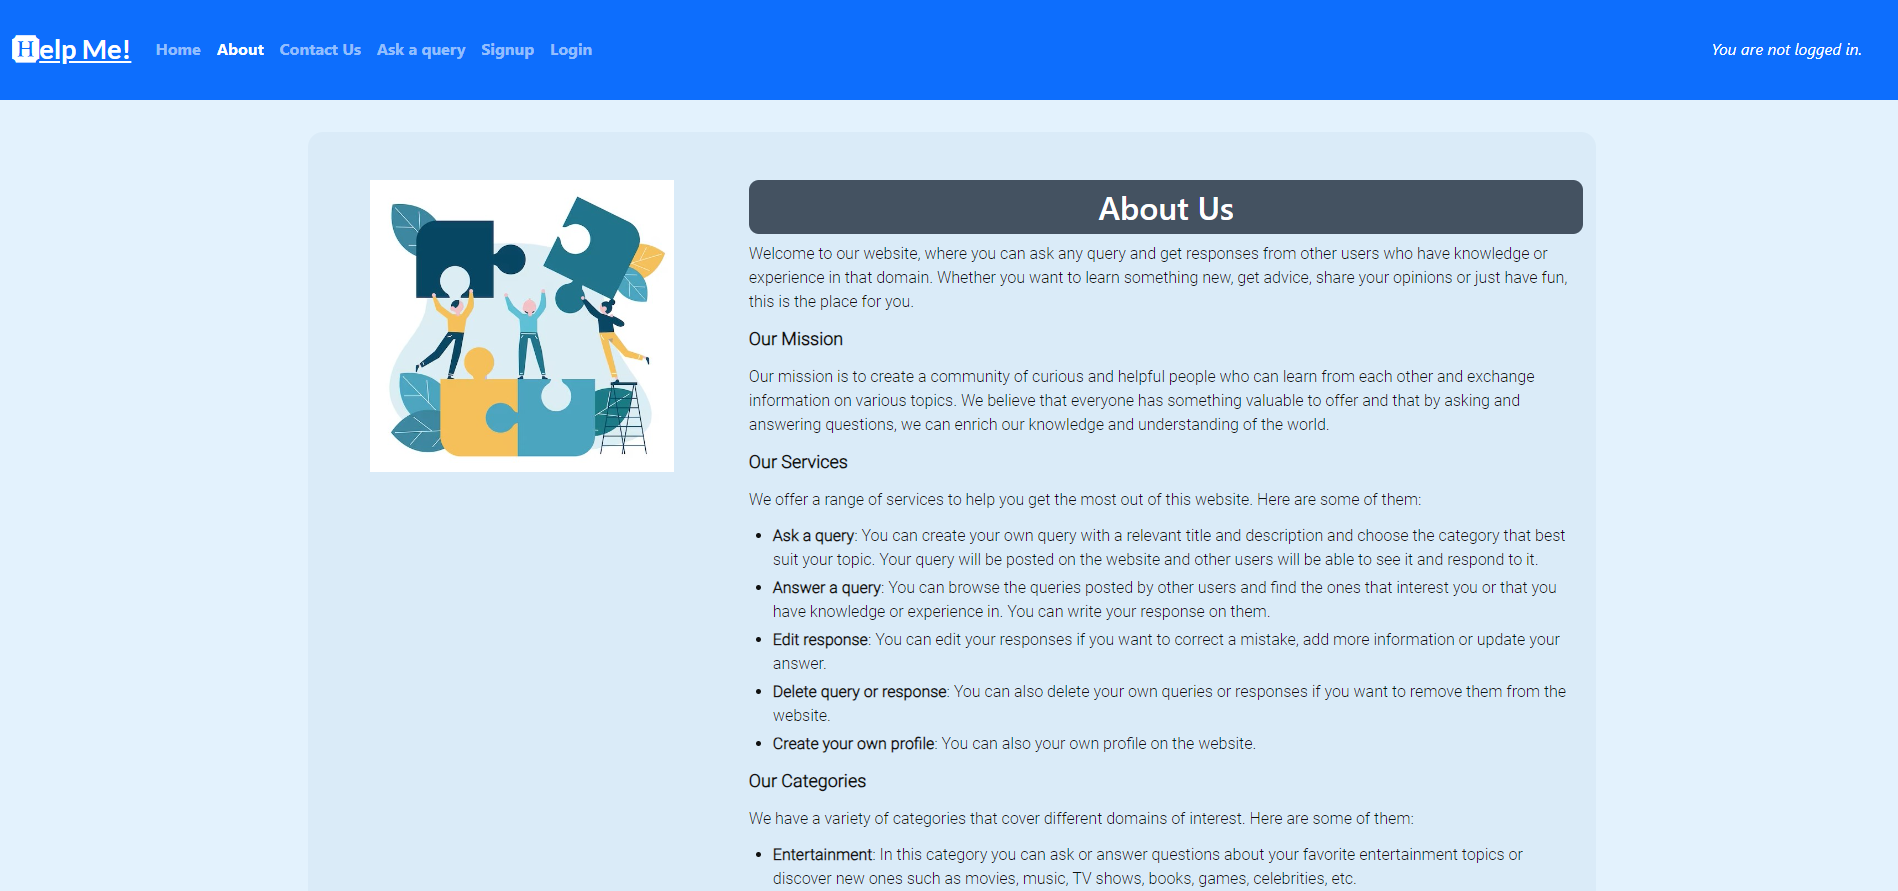 Help Me! Home About Contact Us Ask a query Signup Login You are not logged in.
About Us
Welcome to our website, where you can ask any query and get responses from other users who have knowledge or
experience in that domain. Whether you want to learn something new, get advice, share your opinions or just have fun,
this is the place for you.
Our Mission
Our mission is to create a community of curious and helpful people who can learn from each other and exchange
information on various topics. We believe that everyone has something valuable to offer and that by asking and
answering questions, we can enrich our knowledge and understanding of the world.
Our Services
We offer a range of services to help you get the most out of this website. Here are some of them:
• Ask a query: You can create your own query with a relevant title and description and choose the category that best
suit your topic. Your query will be posted on the website and other users will be able to see it and respond to it.
• Answer a query: You can browse the queries posted by other users and find the ones that interest you or that you
have knowledge or experience in. You can write your response on them.
• Edit response: You can edit your responses if you want to correct a mistake, add more information or update your
answer.
• Delete query or response: You can also delete your own queries or responses if you want to remove them from the
website.
• Create your own profile: You can also your own profile on the website.
Our Categories
We have a variety of categories that cover different domains of interest. Here are some of them:
• Entertainment: In this category you can ask or answer questions about your favorite entertainment topics or
discover new ones such as movies, music, TV shows, books, games, celebrities, etc.